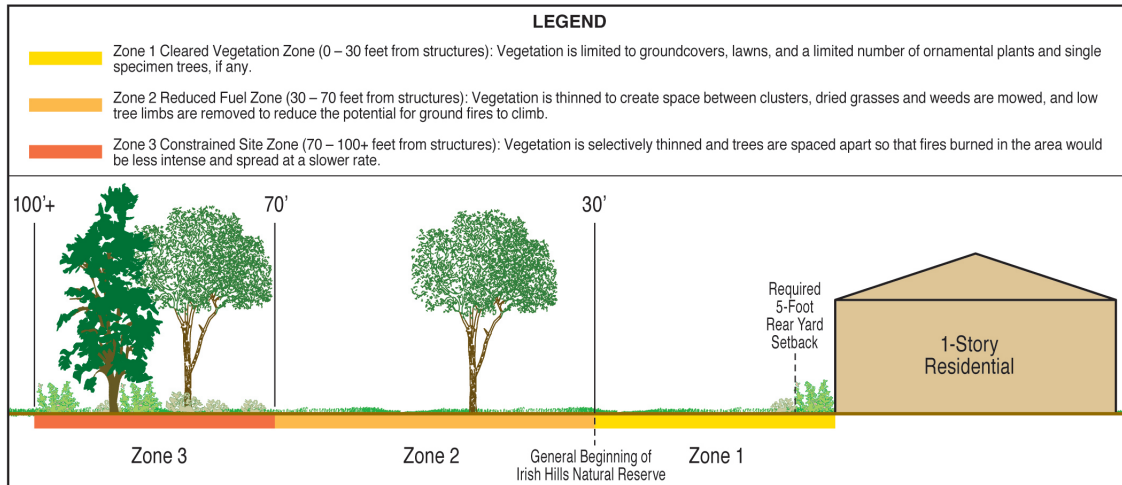 LEGEND
Zone 1 Cleared Vegetation Zone (0 – 30 feet from structures): Vegetation is limited to groundcovers, lawns, and a limited number of ornamental plants and single
specimen trees, if any.
Zone 2 Reduced Fuel Zone (30 – 70 feet from structures): Vegetation is thinned to create space between clusters, dried grasses and weeds are mowed, and low
tree limbs are removed to reduce the potential for ground fires to climb.
Zone 3 Constrained Site Zone (70 – 100+ feet from structures): Vegetation is selectively thinned and trees are spaced apart so that fires burned in the area would
be less intense and spread at a slower rate.
100’+
70’
30’
Required
5-Foot
Rear Yard
Setback
1-Story
Residential
Zone 3
Zone 2
General Beginning of
Irish Hills Natural Reserve
Zone 1